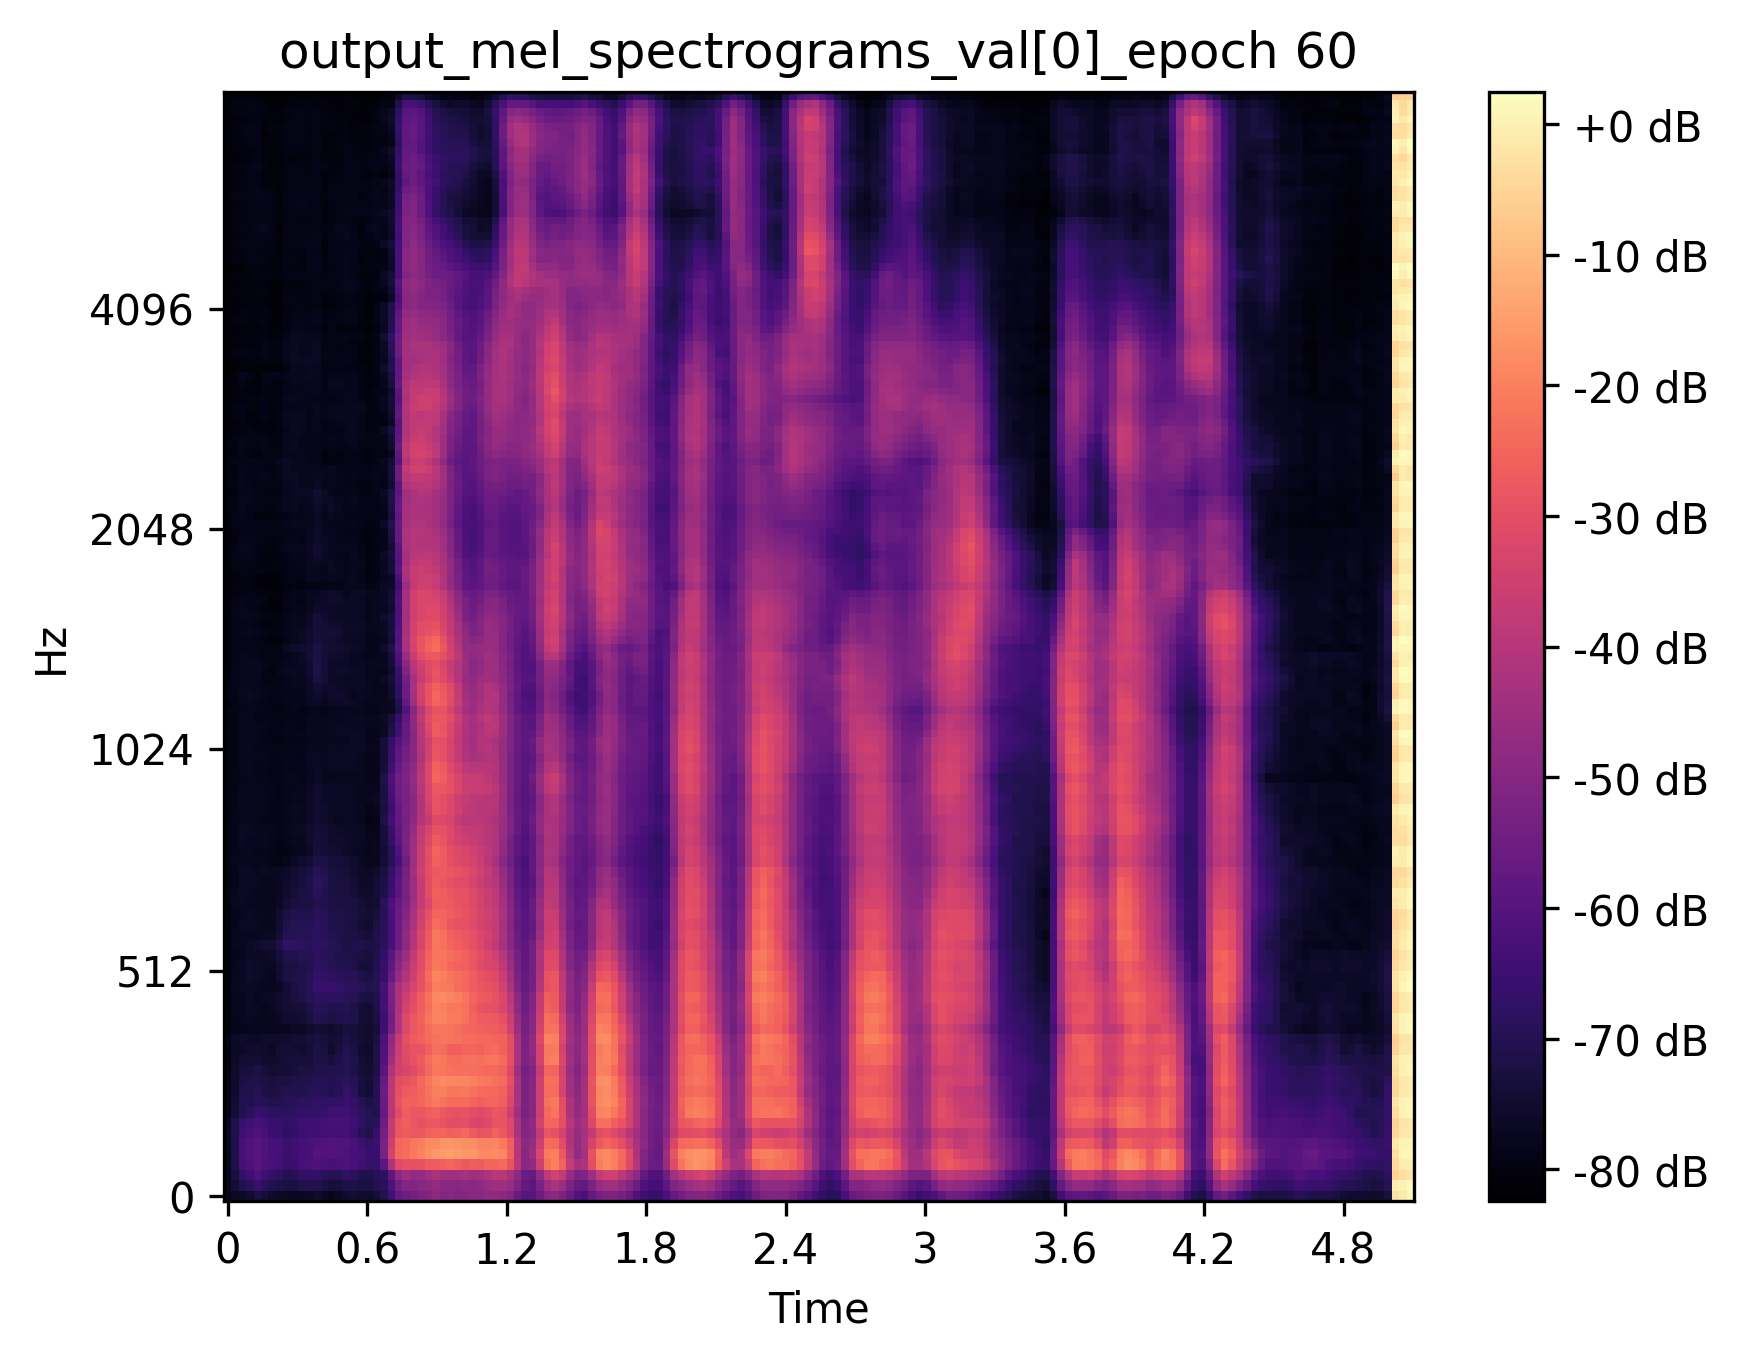 output_mel_spectrograms_val[0]_epoch 60
Hz
4096
2048
1024
512
0
0 0.6 1.2 1.8 2.4 3 3.6 4.2 4.8
Time
+0 dB
-10 dB
-20 dB
-30 dB
-40 dB
-50 dB
-60 dB
-70 dB
-80 dB